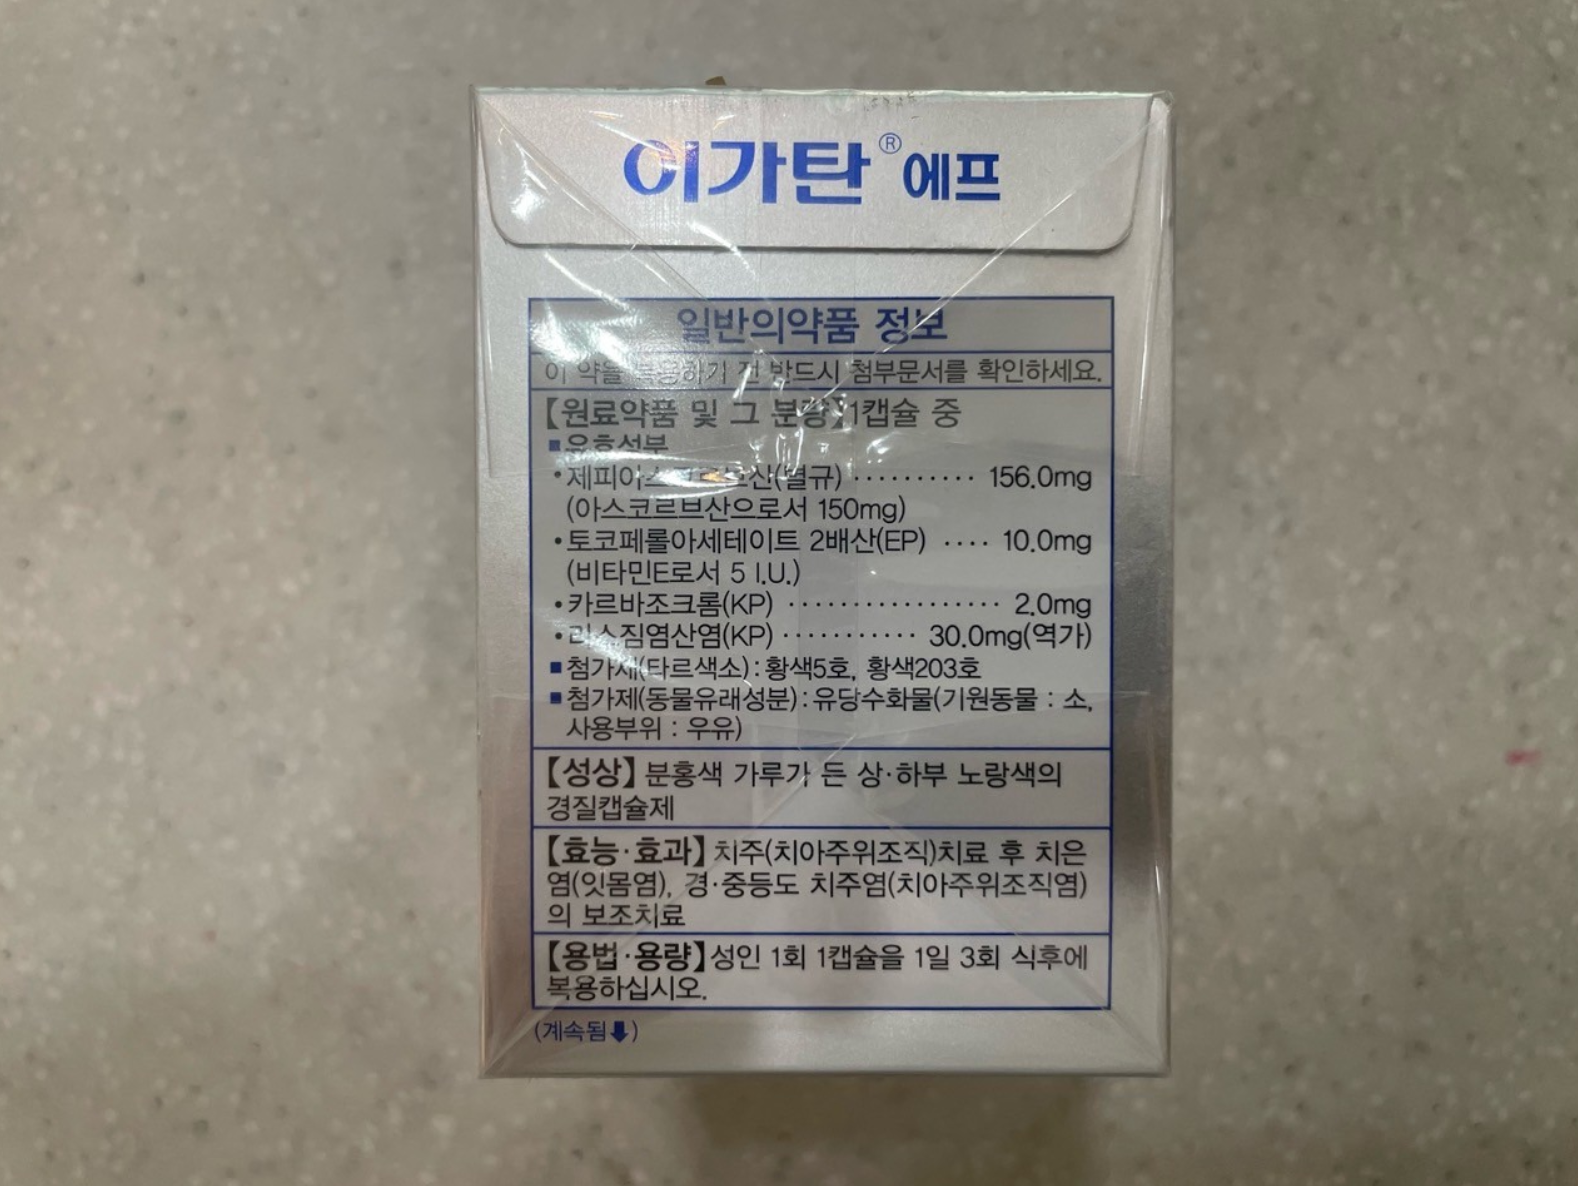 이가탄® 에프
일반의약품 정보
이 약을 복용하기 전 반드시 첨부문서를 확인하세요.
【원료약품 및 그 분량】1캡슐 중
■유효성분
•제피아스코르브산(별규) ·········· 156.0mg
(아스코르브산으로서 150mg)
•토코페롤아세테이트 2배산(EP) ···· 10.0mg
(비타민E로서 5 I.U.)
•카르바조크롬(KP) ················· 2.0mg
•리소짐염산염(KP) ··········· 30.0mg(역가)
■첨가제(타르색소) : 황색5호, 황색203호
■첨가제(동물유래성분) : 유당수화물(기원동물 : 소,
사용부위 : 우유)
【성상】 분홍색 가루가 든 상·하부 노랑색의
경질캡슐제
【효능·효과】 치주(치아주위조직)치료 후 치은
염(잇몸염), 경·중등도 치주염(치아주위조직염)
의 보조치료
【용법·용량】 성인 1회 1캡슐을 1일 3회 식후에
복용하십시오.
(계속됨⬇)